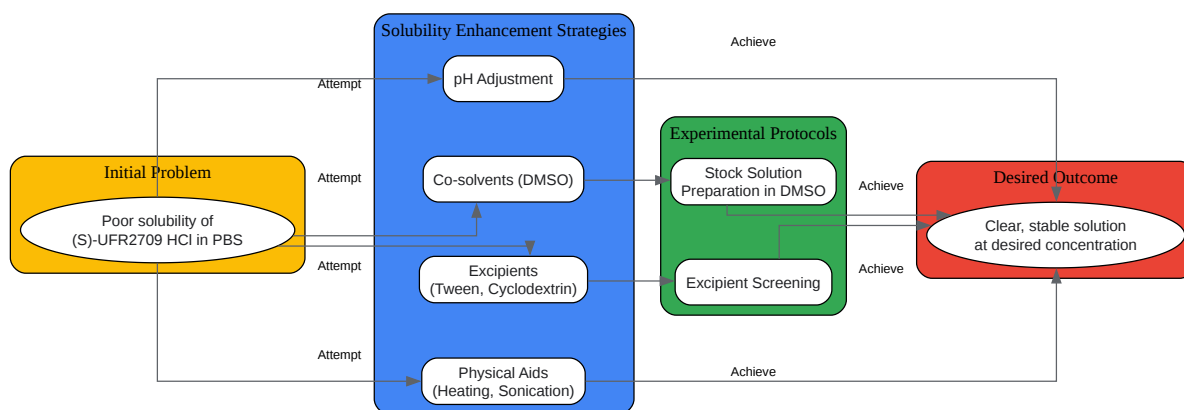 Solubility Enhancement Strategies
Achieve
Attempt
pH Adjustment
Experimental Protocols
Initial Problem
Attempt
Co-solvents (DMSO)
Stock Solution
Preparation in DMSO
Achieve
Desired Outcome
Poor solubility of
(S)-UFR2709 HCl in PBS
Clear, stable solution
at desired concentration
Attempt
Excipients
(Tween, Cyclodextrin)
Excipient Screening
Achieve
Attempt
Physical Aids
(Heating, Sonication)
Achieve